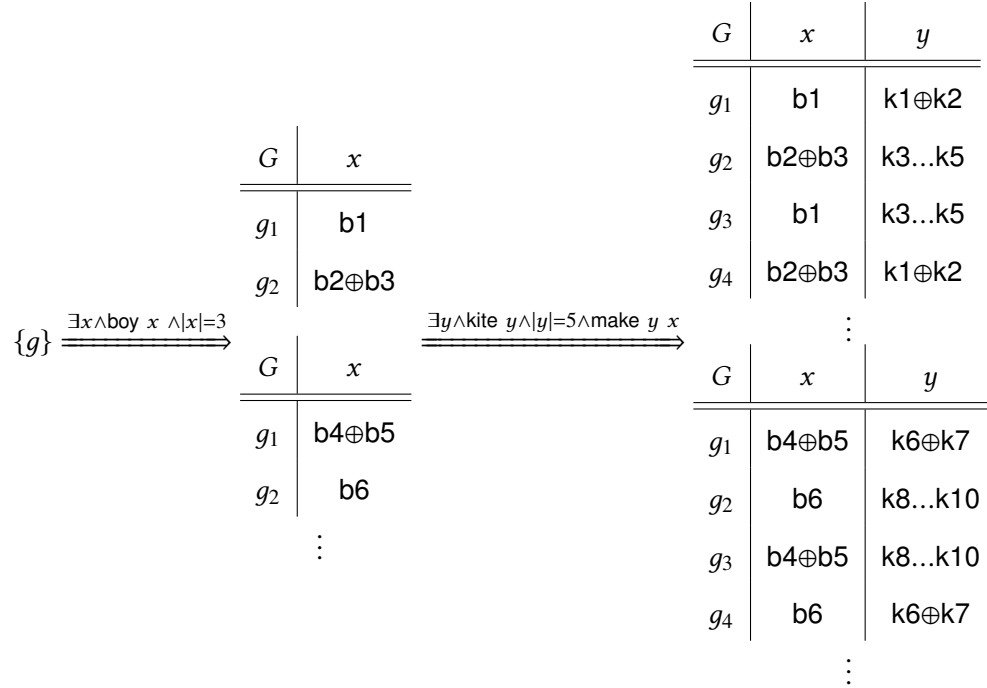 {g}
∃x∧boy x ∧|x|=3
G x
g₁ b1
g₂ b2⊕b3
⋮
G x
g₁ b4⊕b5
g₂ b6
⋮
∃y∧kite y∧|y|=5∧make y x
G x y
g₁ b1 k1⊕k2
g₂ b2⊕b3 k3...k5
g₃ b1 k3...k5
g₄ b2⊕b3 k1⊕k2
⋮
G x y
g₁ b4⊕b5 k6⊕k7
g₂ b6 k8...k10
g₃ b4⊕b5 k8...k10
g₄ b6 k6⊕k7
⋮